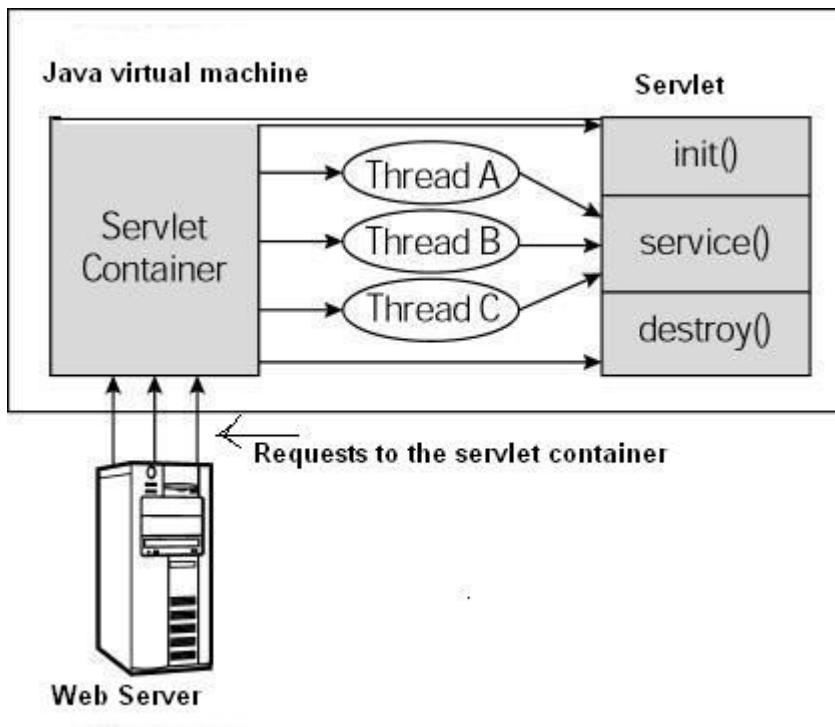 Java virtual machine
Servlet
Servlet
Container
Thread A
Thread B
Thread C
init()
service()
destroy()
Requests to the servlet container
Web Server